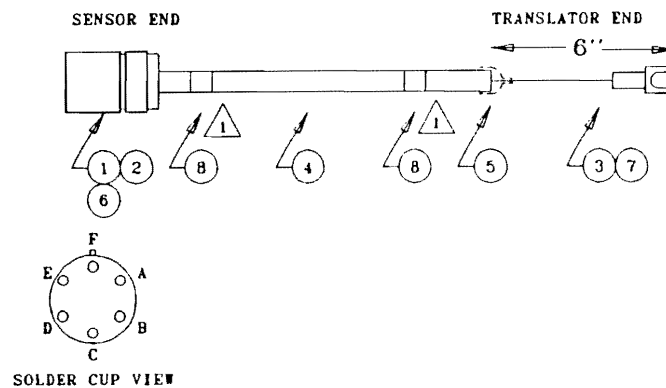 SENSOR END
TRANSLATOR END
6''
1
1
1 2 8 4 8 5 3 7
6
F
E A
D B
C
SOLDER CUP VIEW